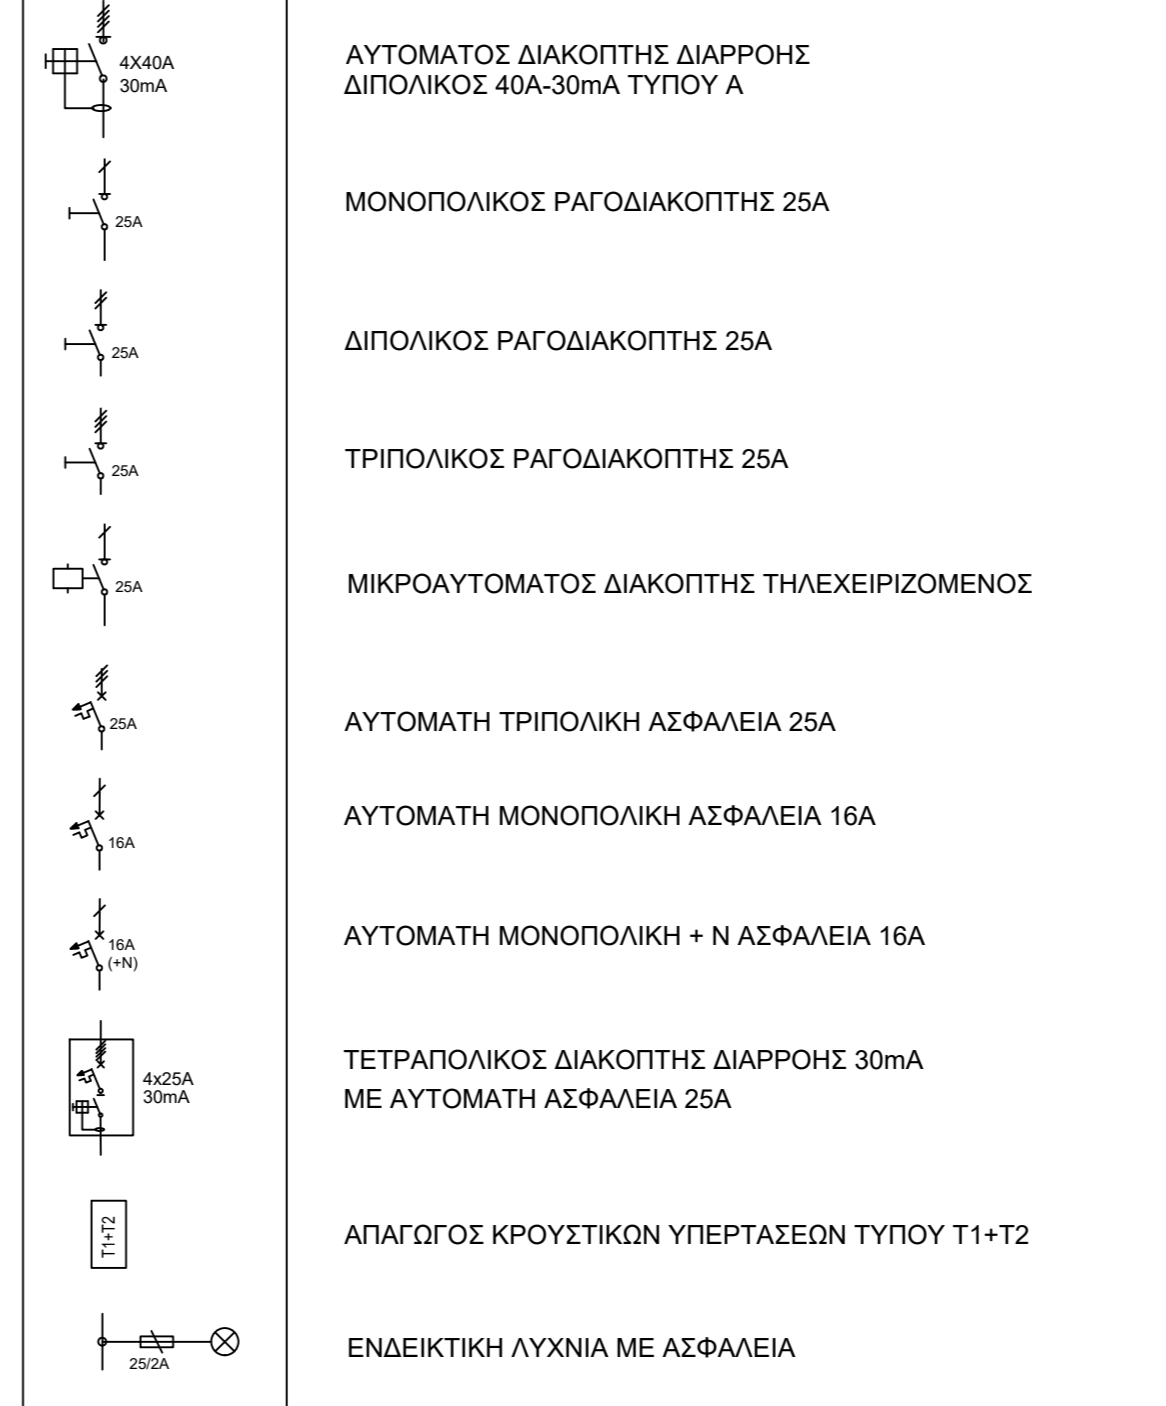 4X40A
30mA
ΑΥΤΟΜΑΤΟΣ ΔΙΑΚΟΠΤΗΣ ΔΙΑΡΡΟΗΣ
ΔΙΠΟΛΙΚΟΣ 40Α-30mA ΤΥΠΟΥ Α
25A
ΜΟΝΟΠΟΛΙΚΟΣ ΡΑΓΟΔΙΑΚΟΠΤΗΣ 25Α
25A
ΔΙΠΟΛΙΚΟΣ ΡΑΓΟΔΙΑΚΟΠΤΗΣ 25Α
25A
ΤΡΙΠΟΛΙΚΟΣ ΡΑΓΟΔΙΑΚΟΠΤΗΣ 25Α
25A
ΜΙΚΡΟΑΥΤΟΜΑΤΟΣ ΔΙΑΚΟΠΤΗΣ ΤΗΛΕΧΕΙΡΙΖΟΜΕΝΟΣ
25A
ΑΥΤΟΜΑΤΗ ΤΡΙΠΟΛΙΚΗ ΑΣΦΑΛΕΙΑ 25Α
16A
ΑΥΤΟΜΑΤΗ ΜΟΝΟΠΟΛΙΚΗ ΑΣΦΑΛΕΙΑ 16Α
16A
(+N)
ΑΥΤΟΜΑΤΗ ΜΟΝΟΠΟΛΙΚΗ + Ν ΑΣΦΑΛΕΙΑ 16Α
4x25A
30mA
ΤΕΤΡΑΠΟΛΙΚΟΣ ΔΙΑΚΟΠΤΗΣ ΔΙΑΡΡΟΗΣ 30mA
ΜΕ ΑΥΤΟΜΑΤΗ ΑΣΦΑΛΕΙΑ 25Α
T1+T2
ΑΠΑΓΩΓΟΣ ΚΡΟΥΣΤΙΚΩΝ ΥΠΕΡΤΑΣΕΩΝ ΤΥΠΟΥ Τ1+Τ2
25/2A
ΕΝΔΕΙΚΤΙΚΗ ΛΥΧΝΙΑ ΜΕ ΑΣΦΑΛΕΙΑ